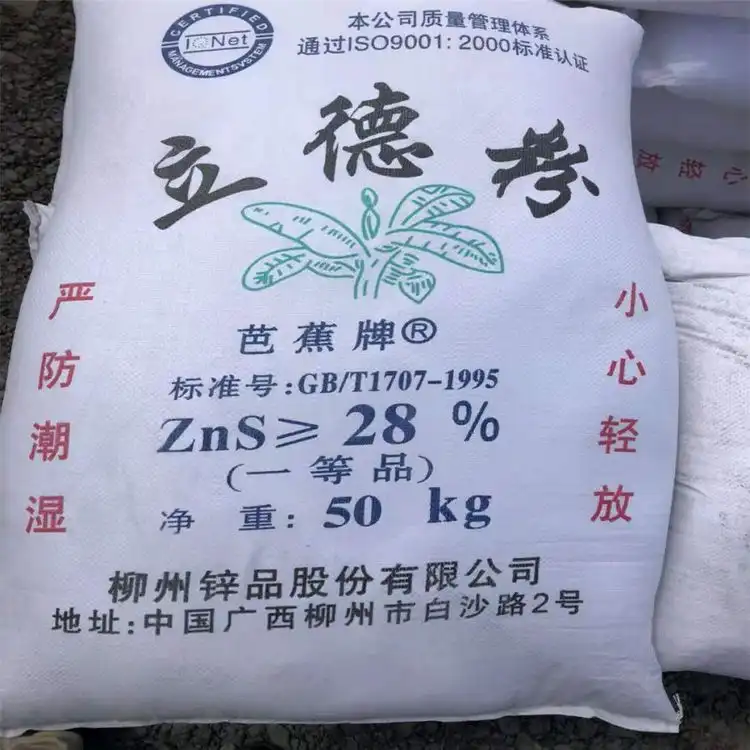 CERTIFIED
IQNet
MANAGEMENT SYSTEM
本公司质量管理体系
通过ISO9001: 2000标准认证
立德粉
芭蕉牌®
标准号:GB/T1707-1995
ZnS≥ 28 %
(一等品)
净 重: 50 kg
严防潮湿
小心轻放
柳州锌品股份有限公司
地址:中国广西柳州市白沙路2号
心轻放